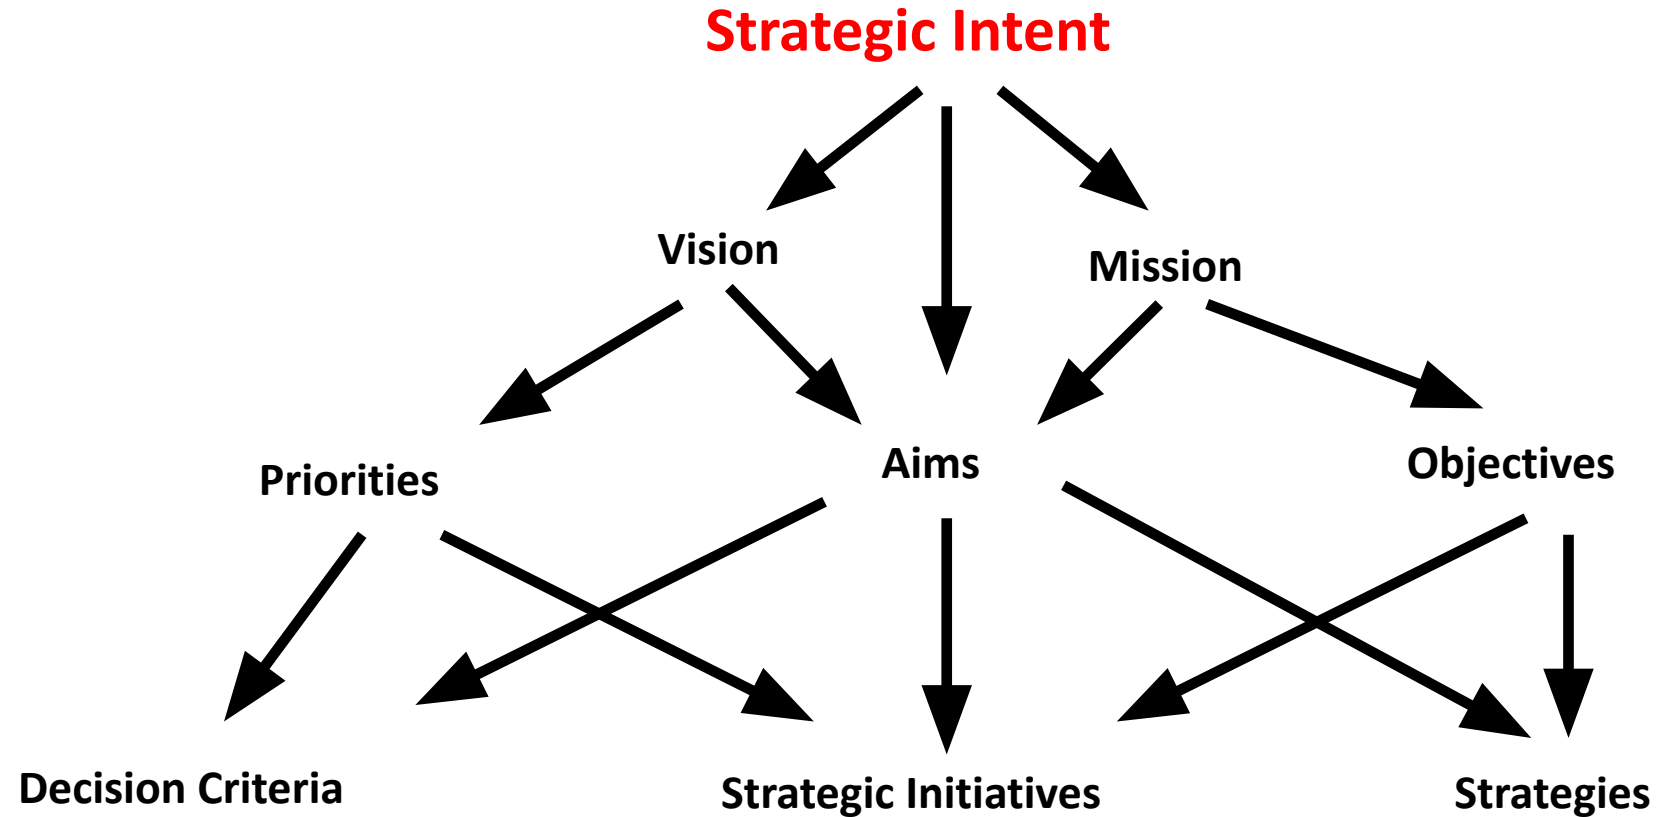 Strategic Intent
Vision
Mission
Priorities
Aims
Objectives
Decision Criteria
Strategic Initiatives
Strategies